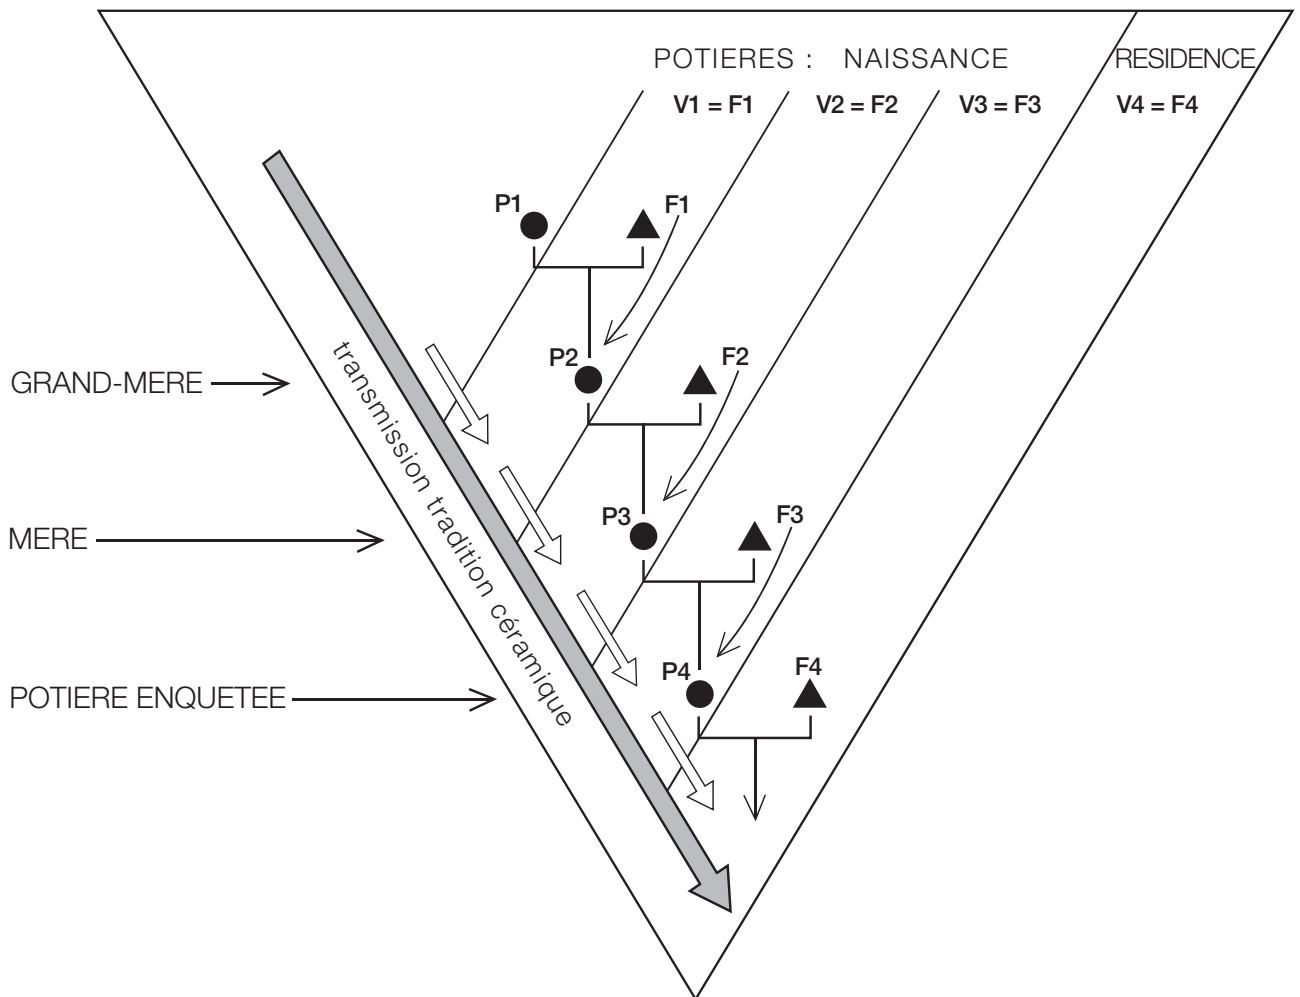 POTIERES : NAISSANCE RESIDENCE
V1 = F1 V2 = F2 V3 = F3 V4 = F4
P1 F1
P2 F2
GRAND-MERE
transmission tradition céramique
P3 F3
MERE
P4 F4
POTIERE ENQUETEE